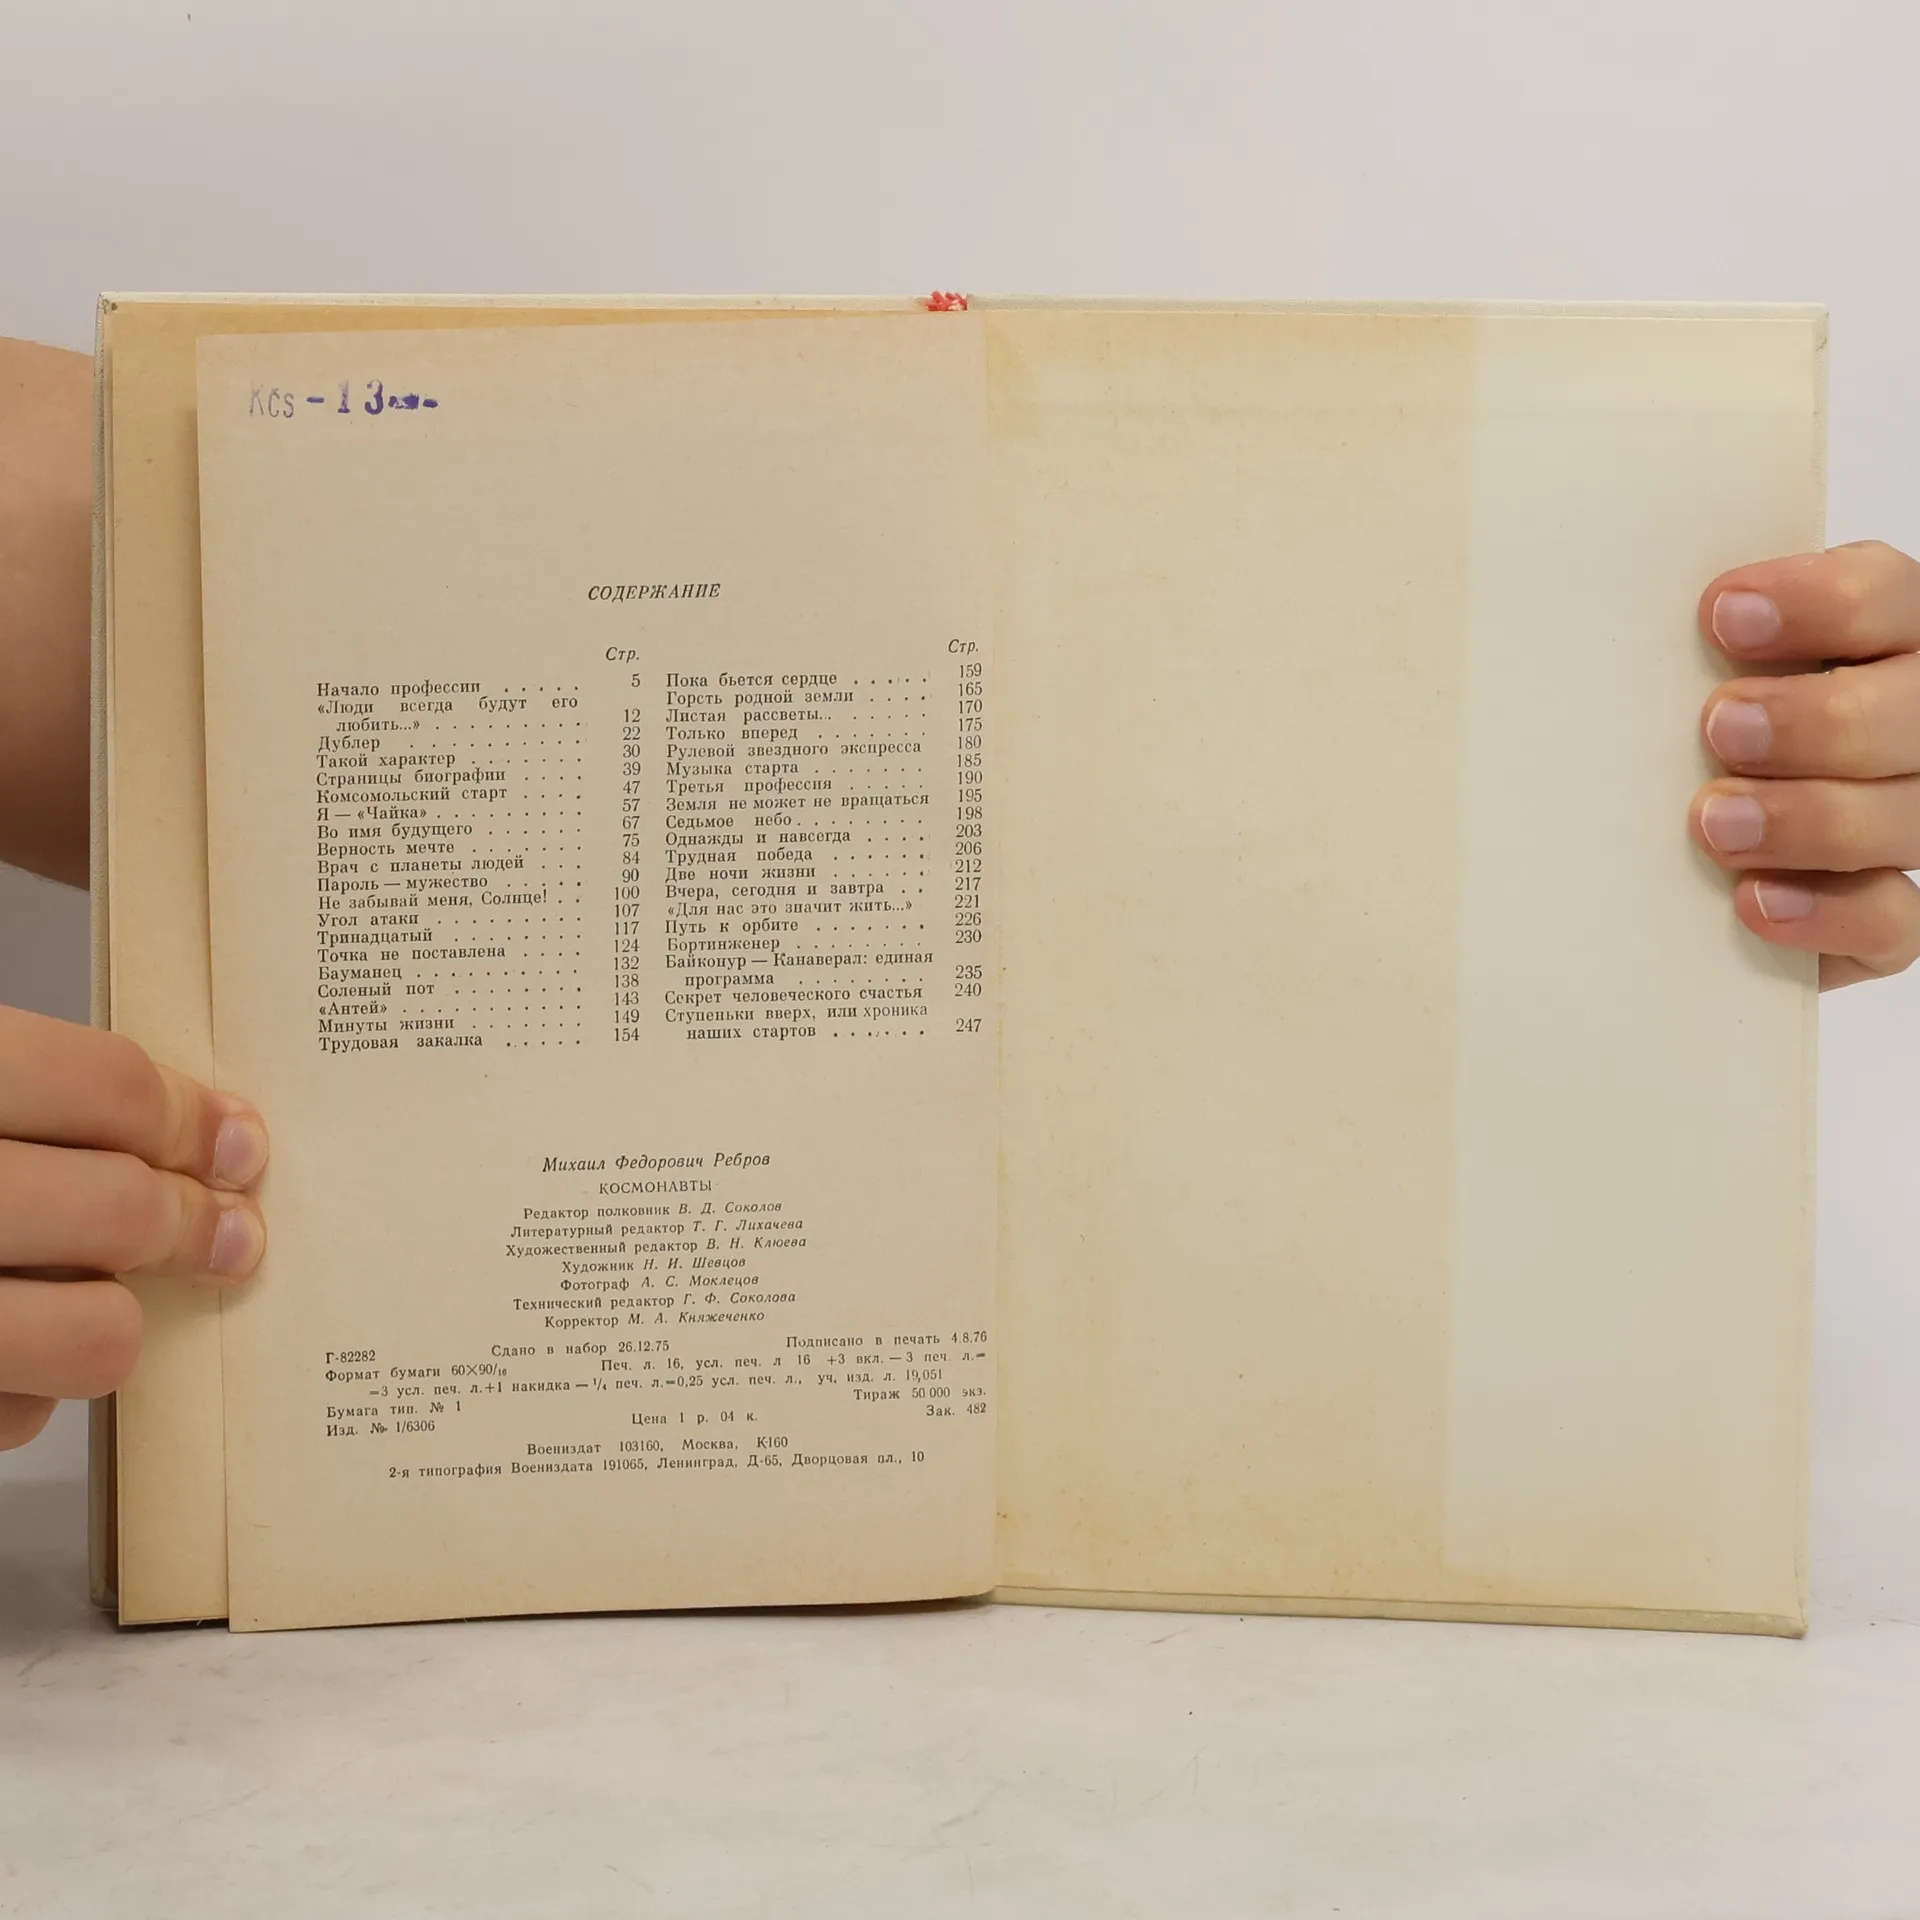 Kčs - 13.-
СОДЕРЖАНИЕ
Стр.
Начало профессии . . . . . 5
«Люди всегда будут его
любить...» . . . . . . . . . 12
Дублер . . . . . . . . . . 22
Такой характер . . . . . . . 30
Страницы биографии . . . . 39
Комсомольский старт . . . . 47
Я — «Чайка» . . . . . . . . . 57
Во имя будущего . . . . . . 67
Верность мечте . . . . . . . 75
Врач с планеты людей . . . 84
Пароль — мужество . . . . . 90
Не забывай меня, Солнце! . . 100
Угол атаки . . . . . . . . . 107
Тринадцатый . . . . . . . . 117
Точка не поставлена . . . . 124
Бауманец . . . . . . . . . . 132
Соленый пот . . . . . . . . 138
«Антей» . . . . . . . . . . . 143
Минуты жизни . . . . . . . 149
Трудовая закалка . . . . . 154
Стр.
Пока бьется сердце . . . . . 159
Горсть родной земли . . . . 165
Листая рассветы... . . . . . 170
Только вперед . . . . . . . 175
Рулевой звездного экспресса 180
Музыка старта . . . . . . . 185
Третья профессия . . . . . 190
Земля не может не вращаться 195
Седьмое небо . . . . . . . . 198
Однажды и навсегда . . . . 203
Трудная победа . . . . . . 206
Две ночи жизни . . . . . . 212
Вчера, сегодня и завтра . . 217
«Для нас это значит жить...» 221
Путь к орбите . . . . . . . 226
Бортинженер . . . . . . . . 230
Байконур — Канаверал: единая
программа . . . . . . . . 235
Секрет человеческого счастья 240
Ступеньки вверх, или хроника
наших стартов . . . . . . 247
Михаил Федорович Ребров
КОСМОНАВТЫ
Редактор полковник В. Д. Соколов
Литературный редактор Т. Г. Лихачева
Художественный редактор В. Н. Клюева
Художник Н. И. Шевцов
Фотограф А. С. Моклецов
Технический редактор Г. Ф. Соколова
Корректор М. А. Княжеченко
Г-82282 Сдано в набор 26.12.75 Подписано в печать 4.8.76
Формат бумаги 60×90/16 Печ. л. 16, усл. печ. л 16 +3 вкл. — 3 печ. л.=
=3 усл. печ. л.+1 накидка — 1/4 печ. л.=0,25 усл. печ. л., уч. изд. л. 19,051
Бумага тип. № 1 Тираж 50 000 экз.
Изд. № 1/6306 Цена 1 р. 04 к. Зак. 482
Воениздат 103160, Москва, К-160
2-я типография Воениздата 191065, Ленинград, Д-65, Дворцовая пл., 10